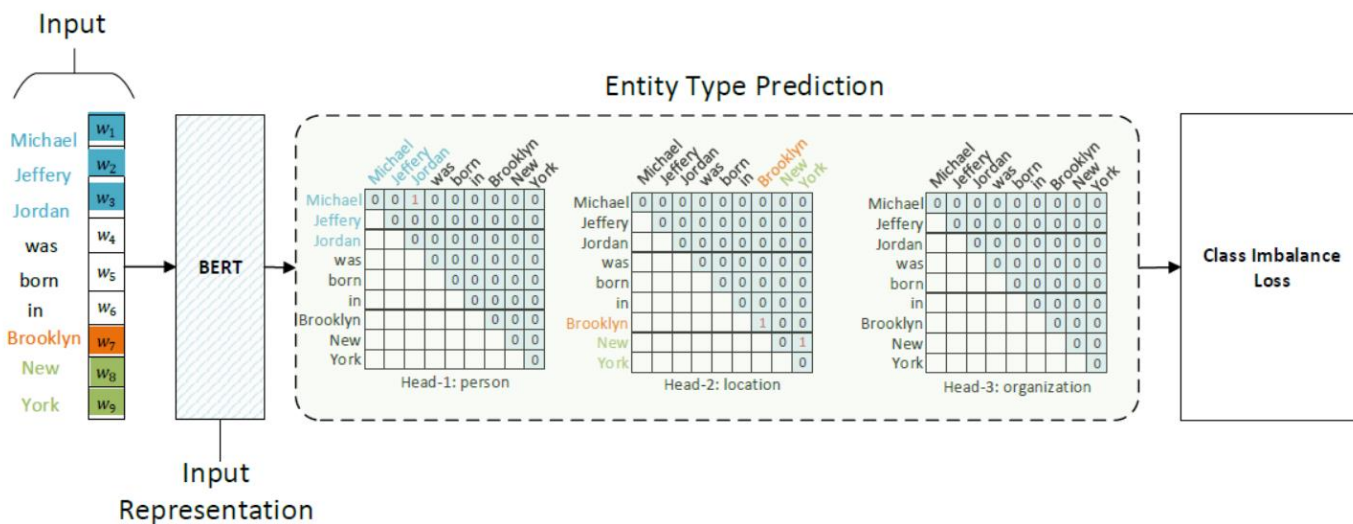 Input
Michael
Jeffery
Jordan
was
born
in
Brooklyn
New
York
w1
w2
w3
w4
w5
w6
w7
w8
w9
BERT
Input
Representation
Entity Type Prediction
Michael Jeffery Jordan was born in Brooklyn New York
Michael 0 0 1 0 0 0 0 0 0
Jeffery 0 0 0 0 0 0 0 0
Jordan 0 0 0 0 0 0 0
was 0 0 0 0 0 0
born 0 0 0 0 0
in 0 0 0 0
Brooklyn 0 0 0
New 0 0
York 0
Head-1: person
Michael Jeffery Jordan was born in Brooklyn New York
Michael 0 0 0 0 0 0 0 0 0
Jeffery 0 0 0 0 0 0 0 0
Jordan 0 0 0 0 0 0 0
was 0 0 0 0 0 0
born 0 0 0 0 0
in 0 0 0 0
Brooklyn 1 0 0
New 0 1
York 0
Head-2: location
Michael Jeffery Jordan was born in Brooklyn New York
Michael 0 0 0 0 0 0 0 0 0
Jeffery 0 0 0 0 0 0 0 0
Jordan 0 0 0 0 0 0 0
was 0 0 0 0 0 0
born 0 0 0 0 0
in 0 0 0 0
Brooklyn 0 0 0
New 0 0
York 0
Head-3: organization
Class Imbalance
Loss